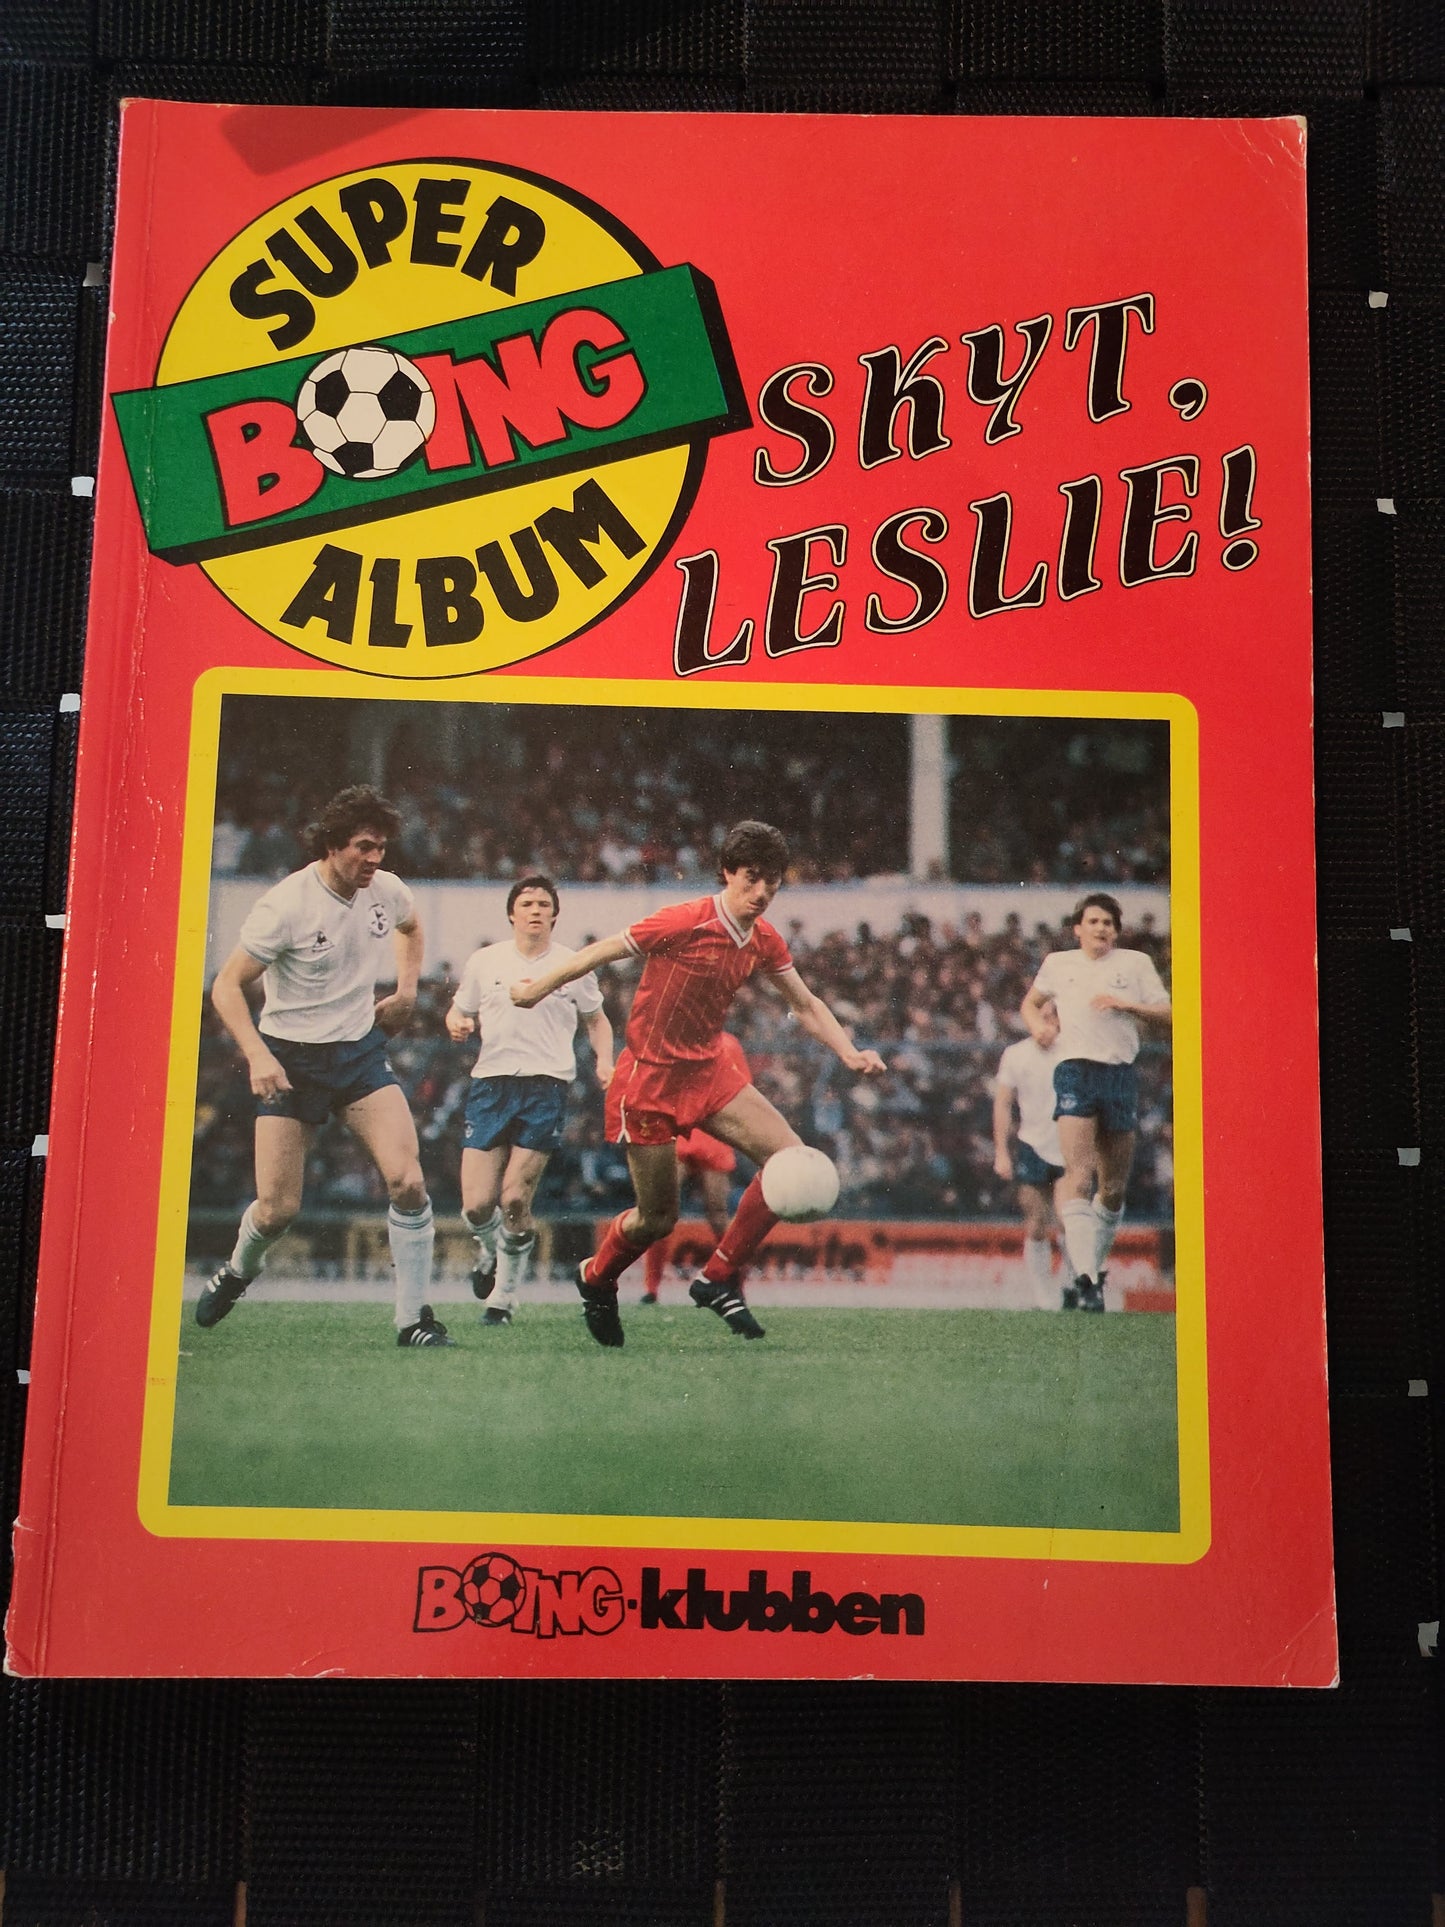 SUPER
BOING
ALBUM
SKYT,
LESLIE!
BOING-klubben